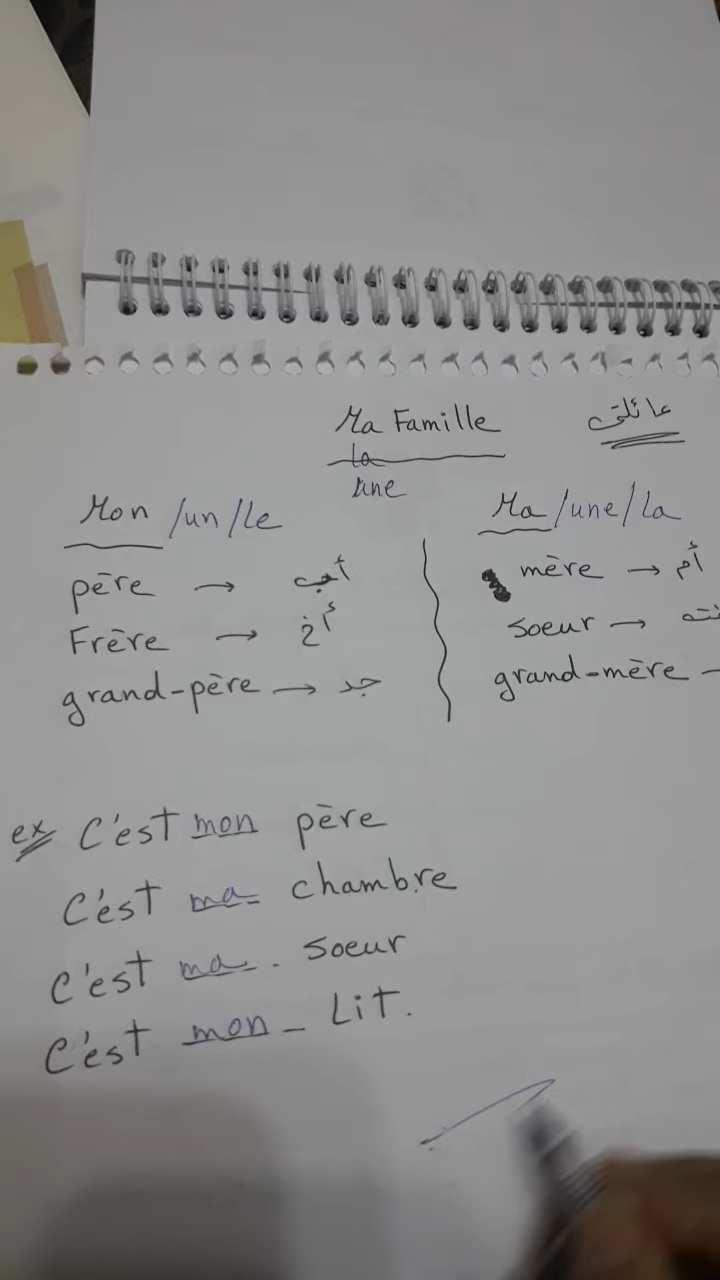 Ma Famille عائلتى
la
une
Mon /un/le
père → أب
Frère → أخ
grand-père → جد
Ma/une/la
mère → أم
soeur →
grand-mère →
ex C'est mon père
C'est ma chambre
C'est ma. soeur
C'est mon - Lit.